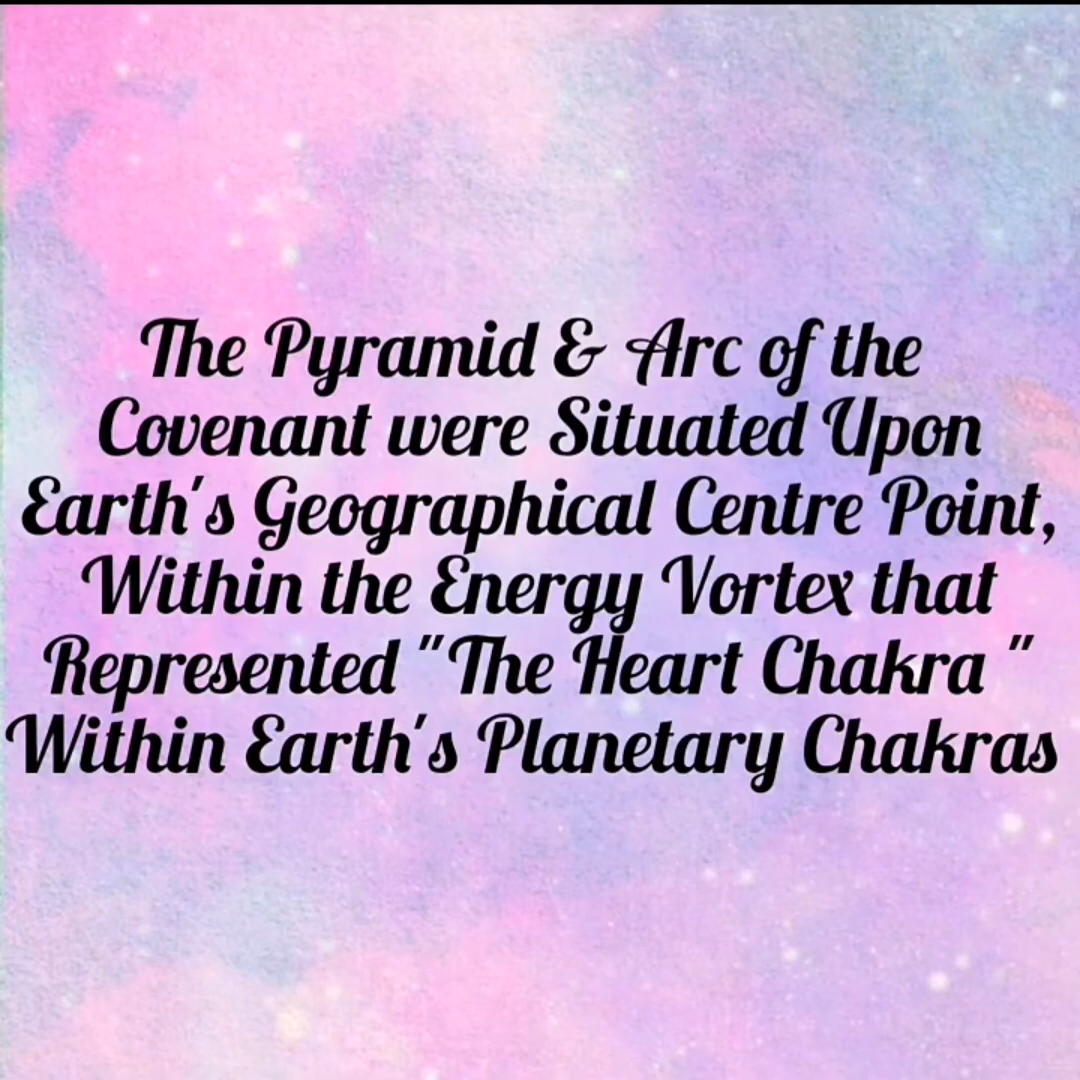 The Pyramid & Arc of the
Covenant were Situated Upon
Earth's Geographical Centre Point,
Within the Energy Vortex that
Represented "The Heart Chakra "
Within Earth's Planetary Chakras